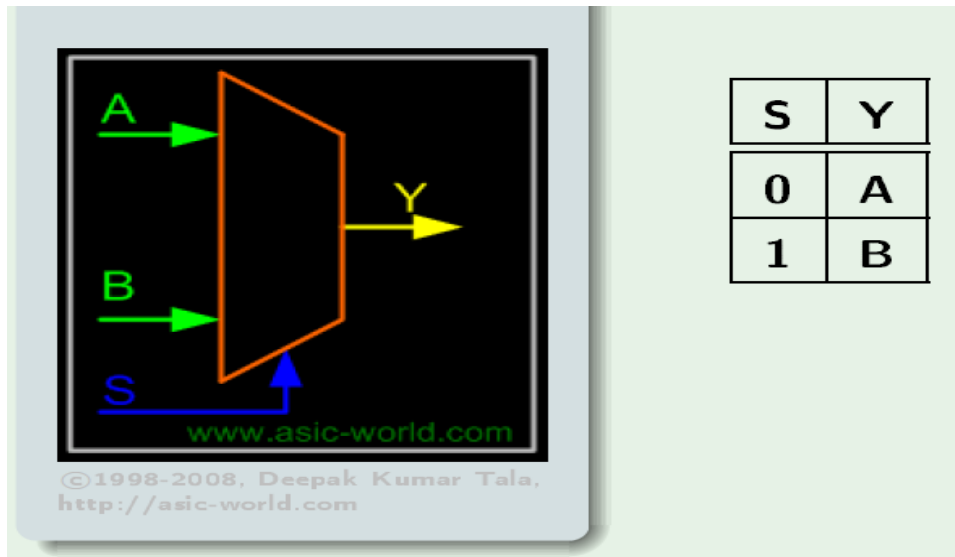 A
Y
B
S
www.asic-world.com
©1998-2008, Deepak Kumar Tala,
http://asic-world.com
S Y
0 A
1 B